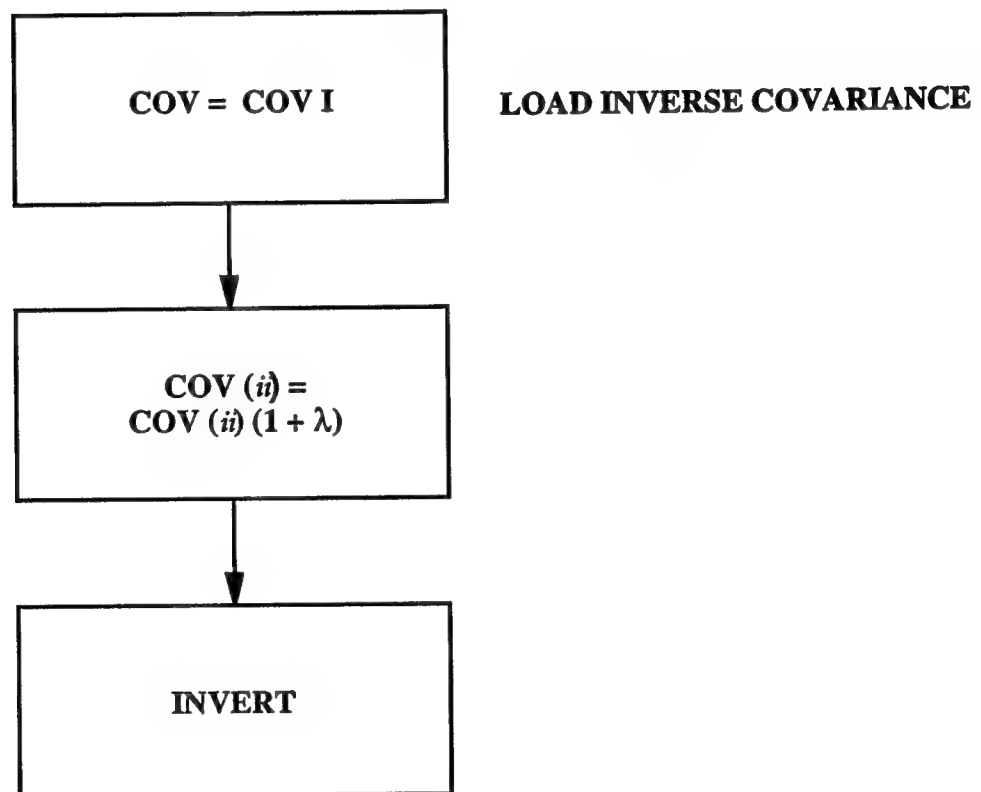 COV = COV I
LOAD INVERSE COVARIANCE
COV (ii) =
COV (ii) (1 + λ)
INVERT